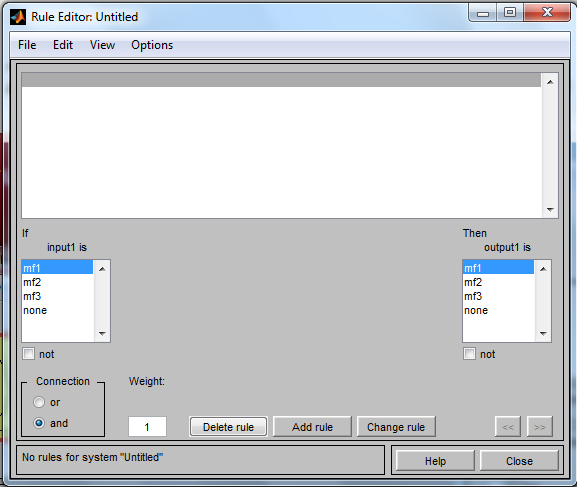 Rule Editor: Untitled
File Edit View Options
If
input1 is
mf1
mf2
mf3
none
not
Then
output1 is
mf1
mf2
mf3
none
not
Connection
or
and
Weight:
1
Delete rule
Add rule
Change rule
<<
>>
No rules for system "Untitled"
Help
Close